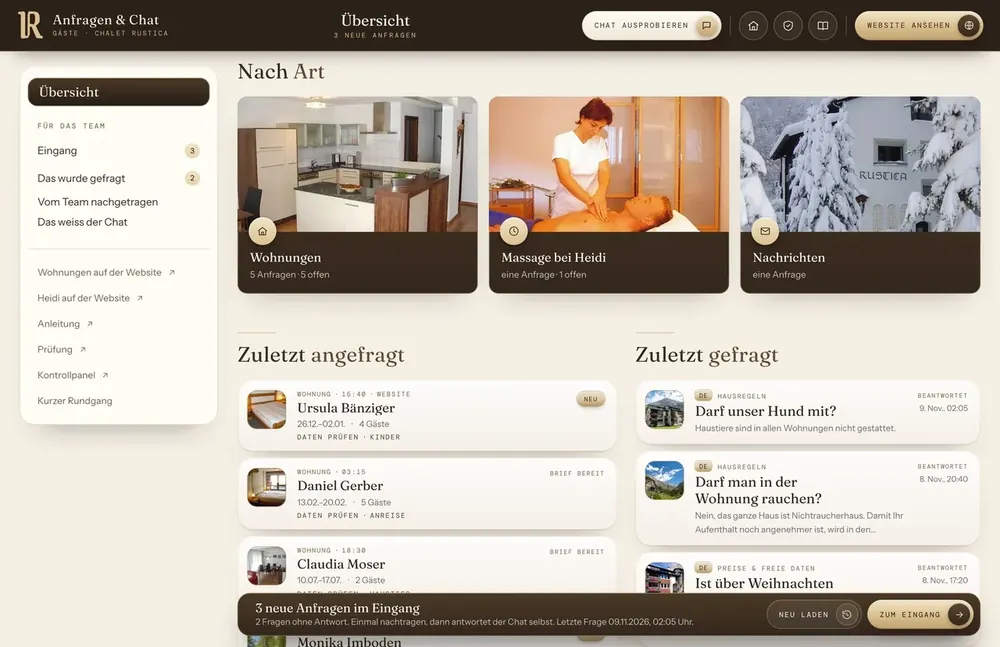 R
Anfragen & Chat
GÄSTE · CHALET RUSTICA
Übersicht
3 NEUE ANFRAGEN
CHAT AUSPROBIEREN
WEBSITE ANSEHEN
Übersicht
FÜR DAS TEAM
Eingang
3
Das wurde gefragt
2
Vom Team nachgetragen
Das weiss der Chat
Wohnungen auf der Website ↗
Heidi auf der Website ↗
Anleitung ↗
Prüfung ↗
Kontrollpanel ↗
Kurzer Rundgang
Nach Art
Wohnungen
5 Anfragen · 5 offen
Massage bei Heidi
eine Anfrage · 1 offen
RUSTICA
Nachrichten
eine Anfrage
Zuletzt angefragt
WOHNUNG · 15:40 · WEBSITE
Ursula Bänziger
26.12.–02.01. · 4 Gäste
DATEN PRÜFEN · KINDER
NEU
WOHNUNG · 03:15
Daniel Gerber
13.02.–20.02. · 5 Gäste
DATEN PRÜFEN · ANREISE
BRIEF BEREIT
WOHNUNG · 18:30
Claudia Moser
10.07.–17.07. · 2 Gäste
BRIEF BEREIT
Monika Imboden
Zuletzt gefragt
DE HAUSREGELN
Darf unser Hund mit?
Haustiere sind in allen Wohnungen nicht gestattet.
BEANTWORTET
9. Nov., 02:05
DE HAUSREGELN
Darf man in der
Wohnung rauchen?
Nein, das ganze Haus ist Nichtraucherhaus. Damit Ihr
Aufenthalt noch angenehmer ist, wird in den...
BEANTWORTET
8. Nov., 20:40
DE PREISE & FREIE DATEN
Ist über Weihnachten
BEANTWORTET
8. Nov., 17:20
3 neue Anfragen im Eingang
2 Fragen ohne Antwort. Einmal nachtragen, dann antwortet der Chat selbst. Letzte Frage 09.11.2026, 02:05 Uhr.
NEU LADEN
ZUM EINGANG